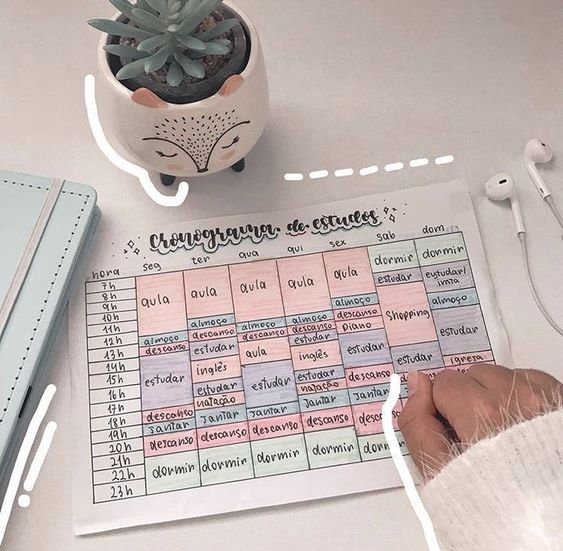 cronograma de estudos
hora seg ter qua qui sex sab dom
7h dormir dormir
8h aula aula aula aula aula estudar estudar/
9h
10h almoço almoço
11h almoço almoço almoço descanso shopping
12h almoço descanso almoço descanso piano estudar
13h descanso estudar descanso estudar
14h aula inglês estudar estudar igreja
15h estudar inglês estudar estudar descanso
16h estudar natação almoço
17h natação jantar jantar jantar
18h descanso jantar descanso
19h jantar descanso descanso descanso
20h descanso
21h
22h dormir dormir dormir dormir
23h